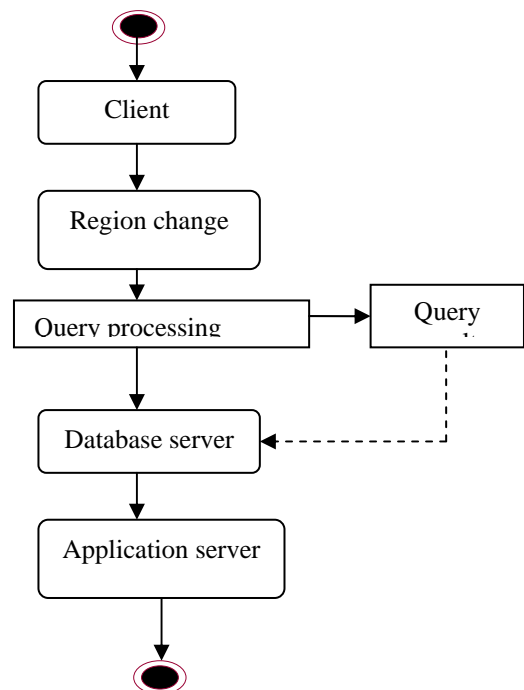 Client
Region change
Query processing
Query
Database server
Application server